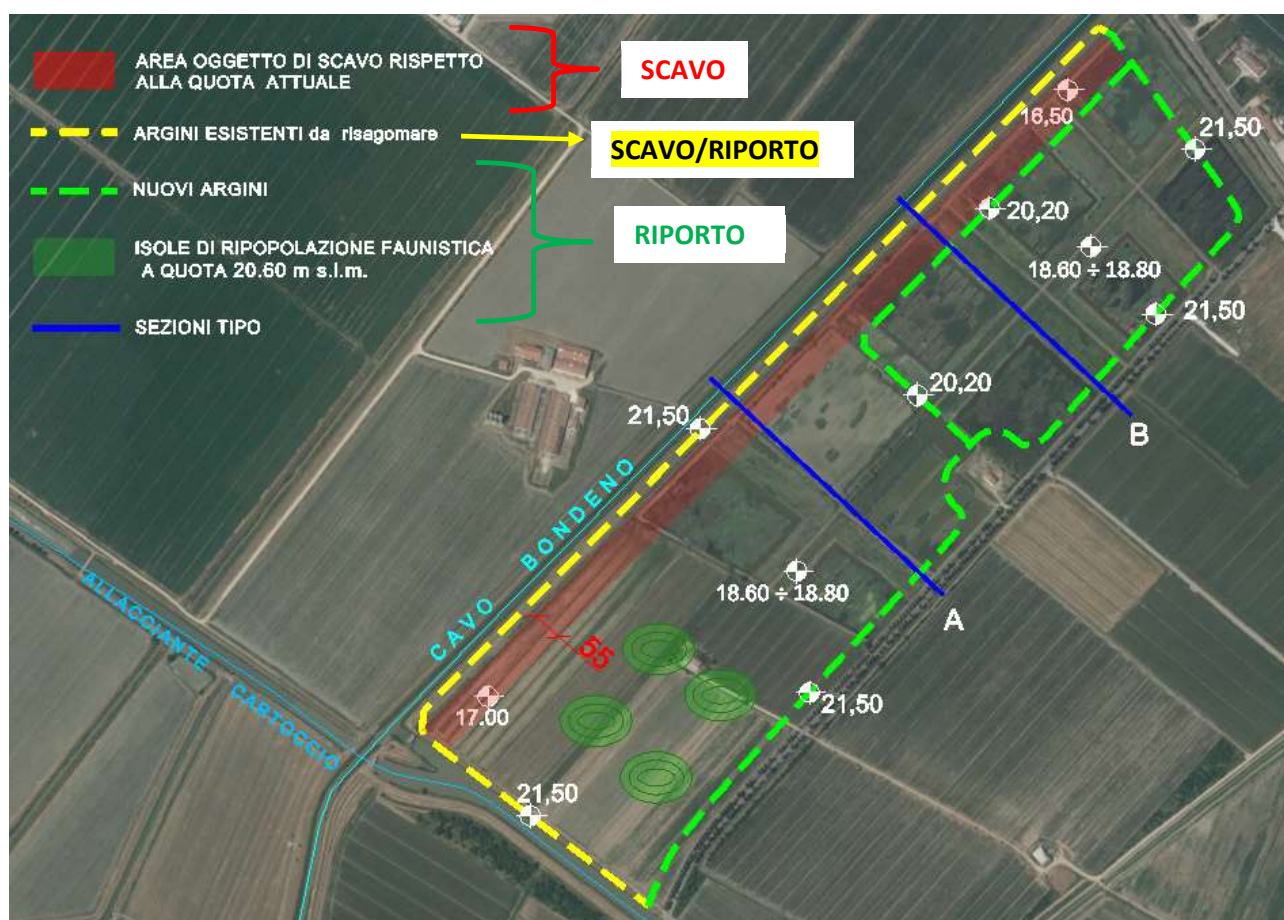 AREA OGGETTO DI SCAVO RISPETTO
ALLA QUOTA ATTUALE
SCAVO
ARGINI ESISTENTI da risagomare
SCAVO/RIPORTO
NUOVI ARGINI
RIPORTO
ISOLE DI RIPOPOLAZIONE FAUNISTICA
A QUOTA 20.60 m s.l.m.
SEZIONI TIPO
16,50
21,50
20,20
18.60 ÷ 18.80
21,50
20,20
21,50
B
CAVO BONDENO
18.60 ÷ 18.80
A
ALLACCIANTE CARTOCCIO
55
17.00
21,50
21,50